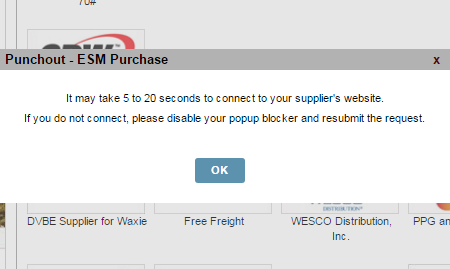 70#
Punchout - ESM Purchase x
It may take 5 to 20 seconds to connect to your supplier's website.
If you do not connect, please disable your popup blocker and resubmit the request.
OK
DISTRIBUTION
DVBE Supplier for Waxie
Free Freight
WESCO Distribution,
Inc.
PPG an